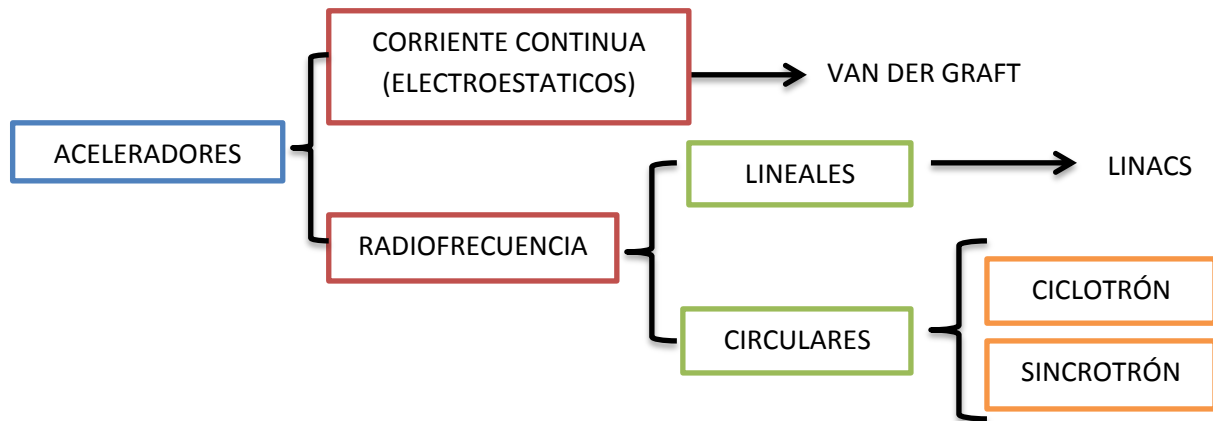 CORRIENTE CONTINUA
(ELECTROESTATICOS)
VAN DER GRAFT
ACELERADORES
LINEALES
LINACS
RADIOFRECUENCIA
CICLOTRÓN
CIRCULARES
SINCROTRÓN